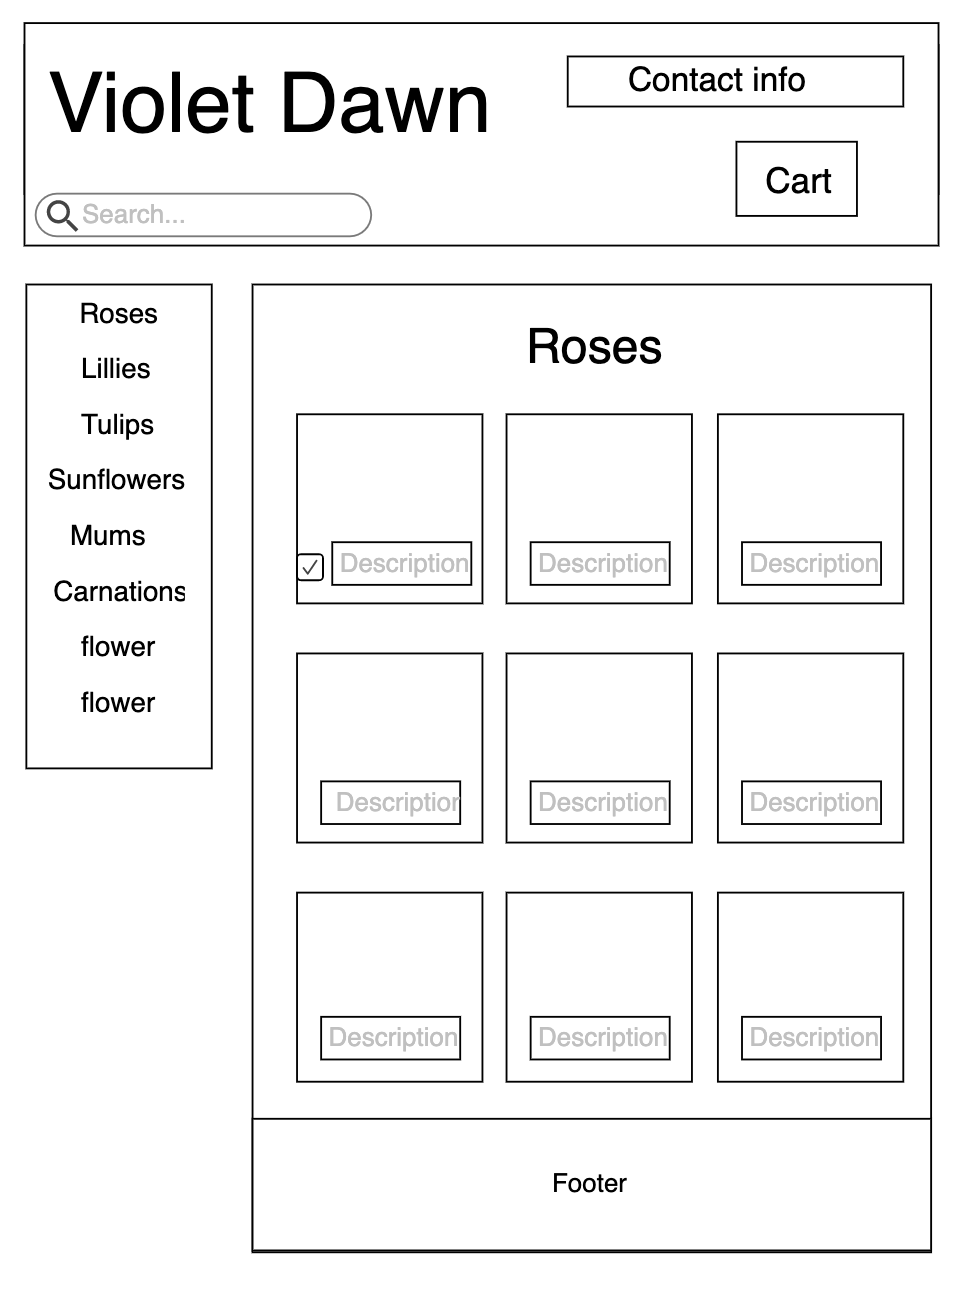 Violet Dawn
Contact info
Cart
Search...
Roses
Lillies
Tulips
Sunflowers
Mums
Carnations
flower
flower
Roses
Description
Description
Description
Description
Description
Description
Description
Description
Description
Footer